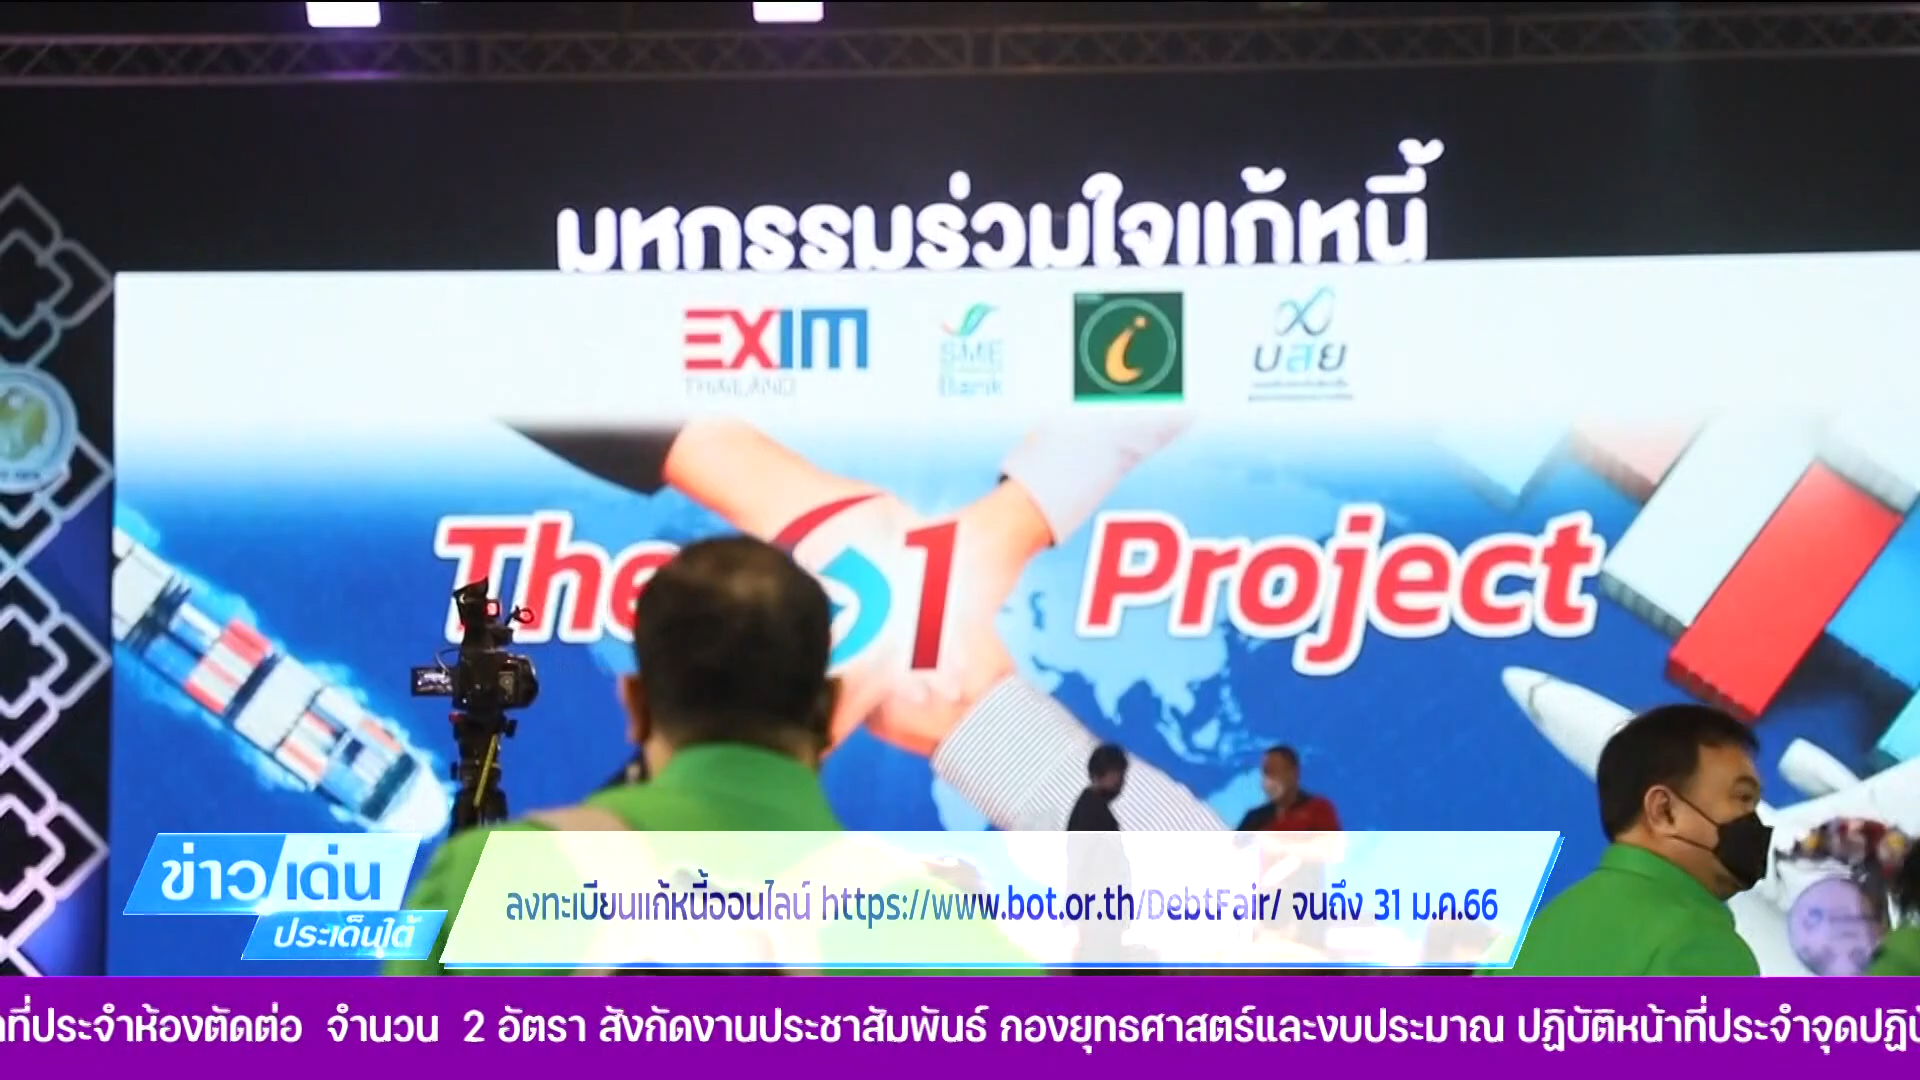 มหกรรมร่วมใจแก้หนี้
EXIM
THAILAND
SME
Bank
i
บสย
The
1 Project
ข่าวเด่น
ประเด็นใต้
ลงทะเบียนแก้หนี้ออนไลน์ https://www.bot.or.th/DebtFair/ จนถึง 31 ม.ค.66
ที่ประจำห้องตัดต่อ จำนวน 2 อัตรา สังกัดงานประชาสัมพันธ์ กองยุทธศาสตร์และงบประมาณ ปฏิบัติหน้าที่ประจำจุดปฏิบั